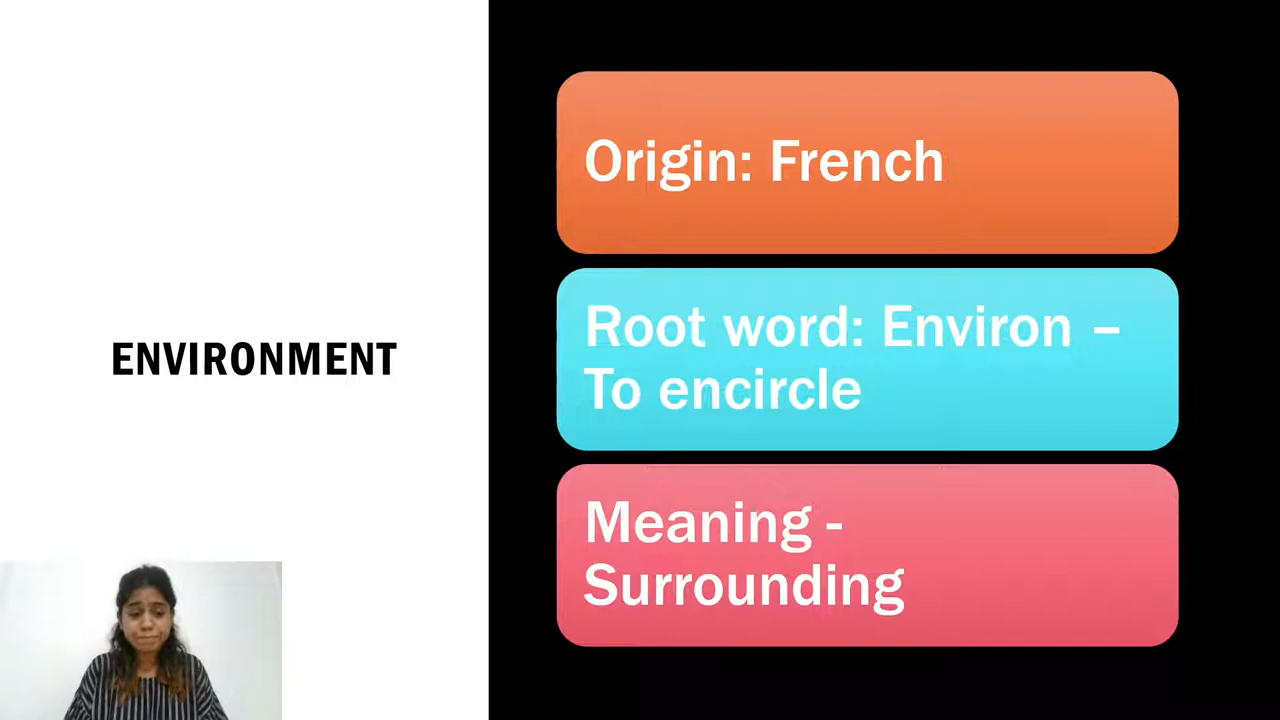 ENVIRONMENT
Origin: French
Root word: Environ –
To encircle
Meaning -
Surrounding